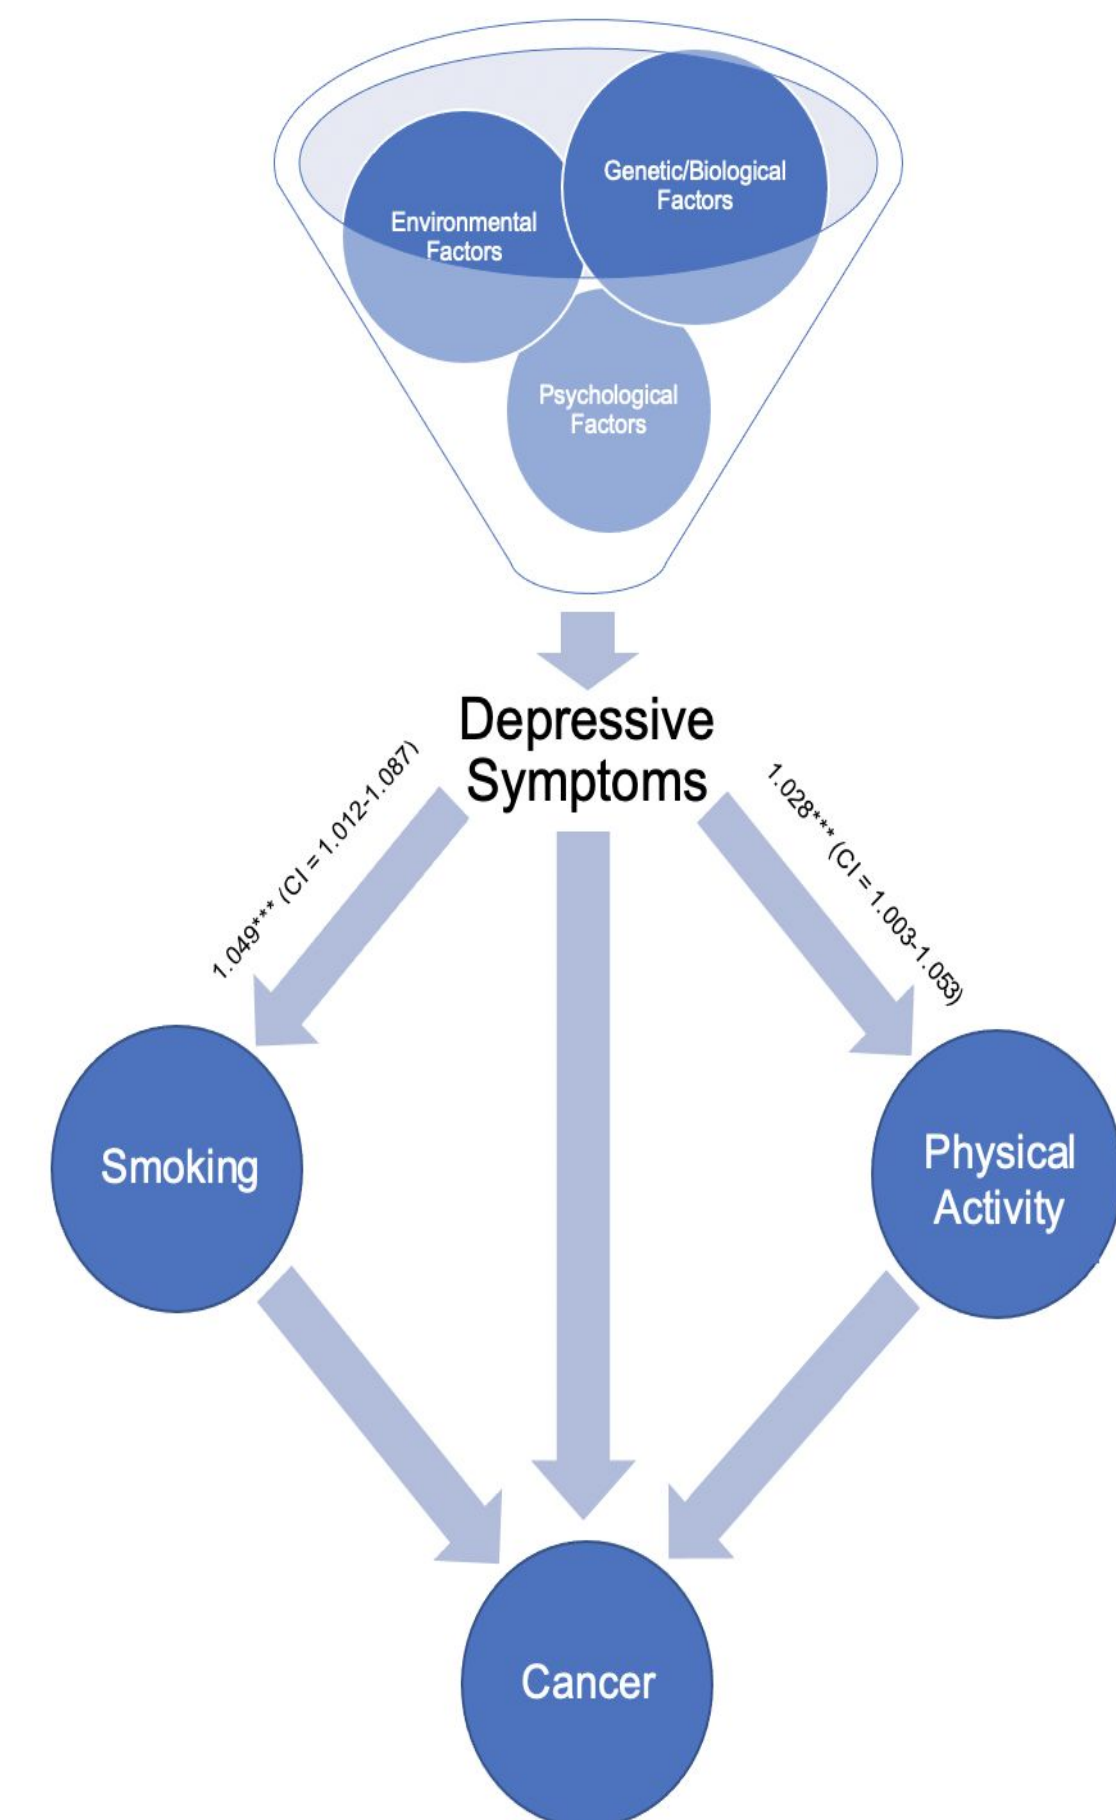 Genetic/Biological
Factors
Environmental
Factors
Psychological
Factors
Depressive
Symptoms
1.049*** (CI = 1.012-1.087)
1.028*** (CI = 1.003-1.053)
Smoking
Physical
Activity
Cancer